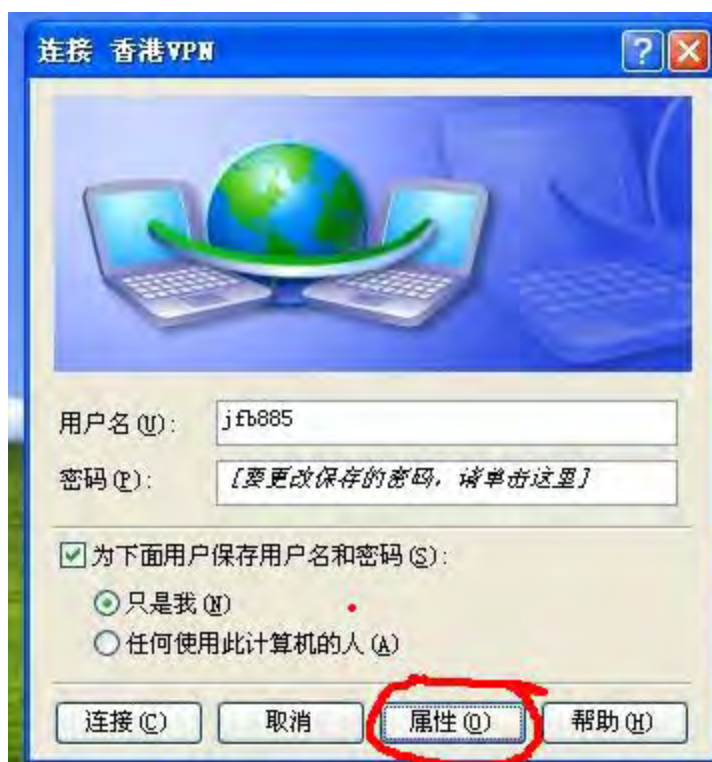 连接 香港VPN
用户名(U):
jfb885
密码(P):
[要更改保存的密码，请单击这里]
为下面用户保存用户名和密码(S):
只是我(N)
任何使用此计算机的人(A)
连接(C) 取消 属性(O) 帮助(H)